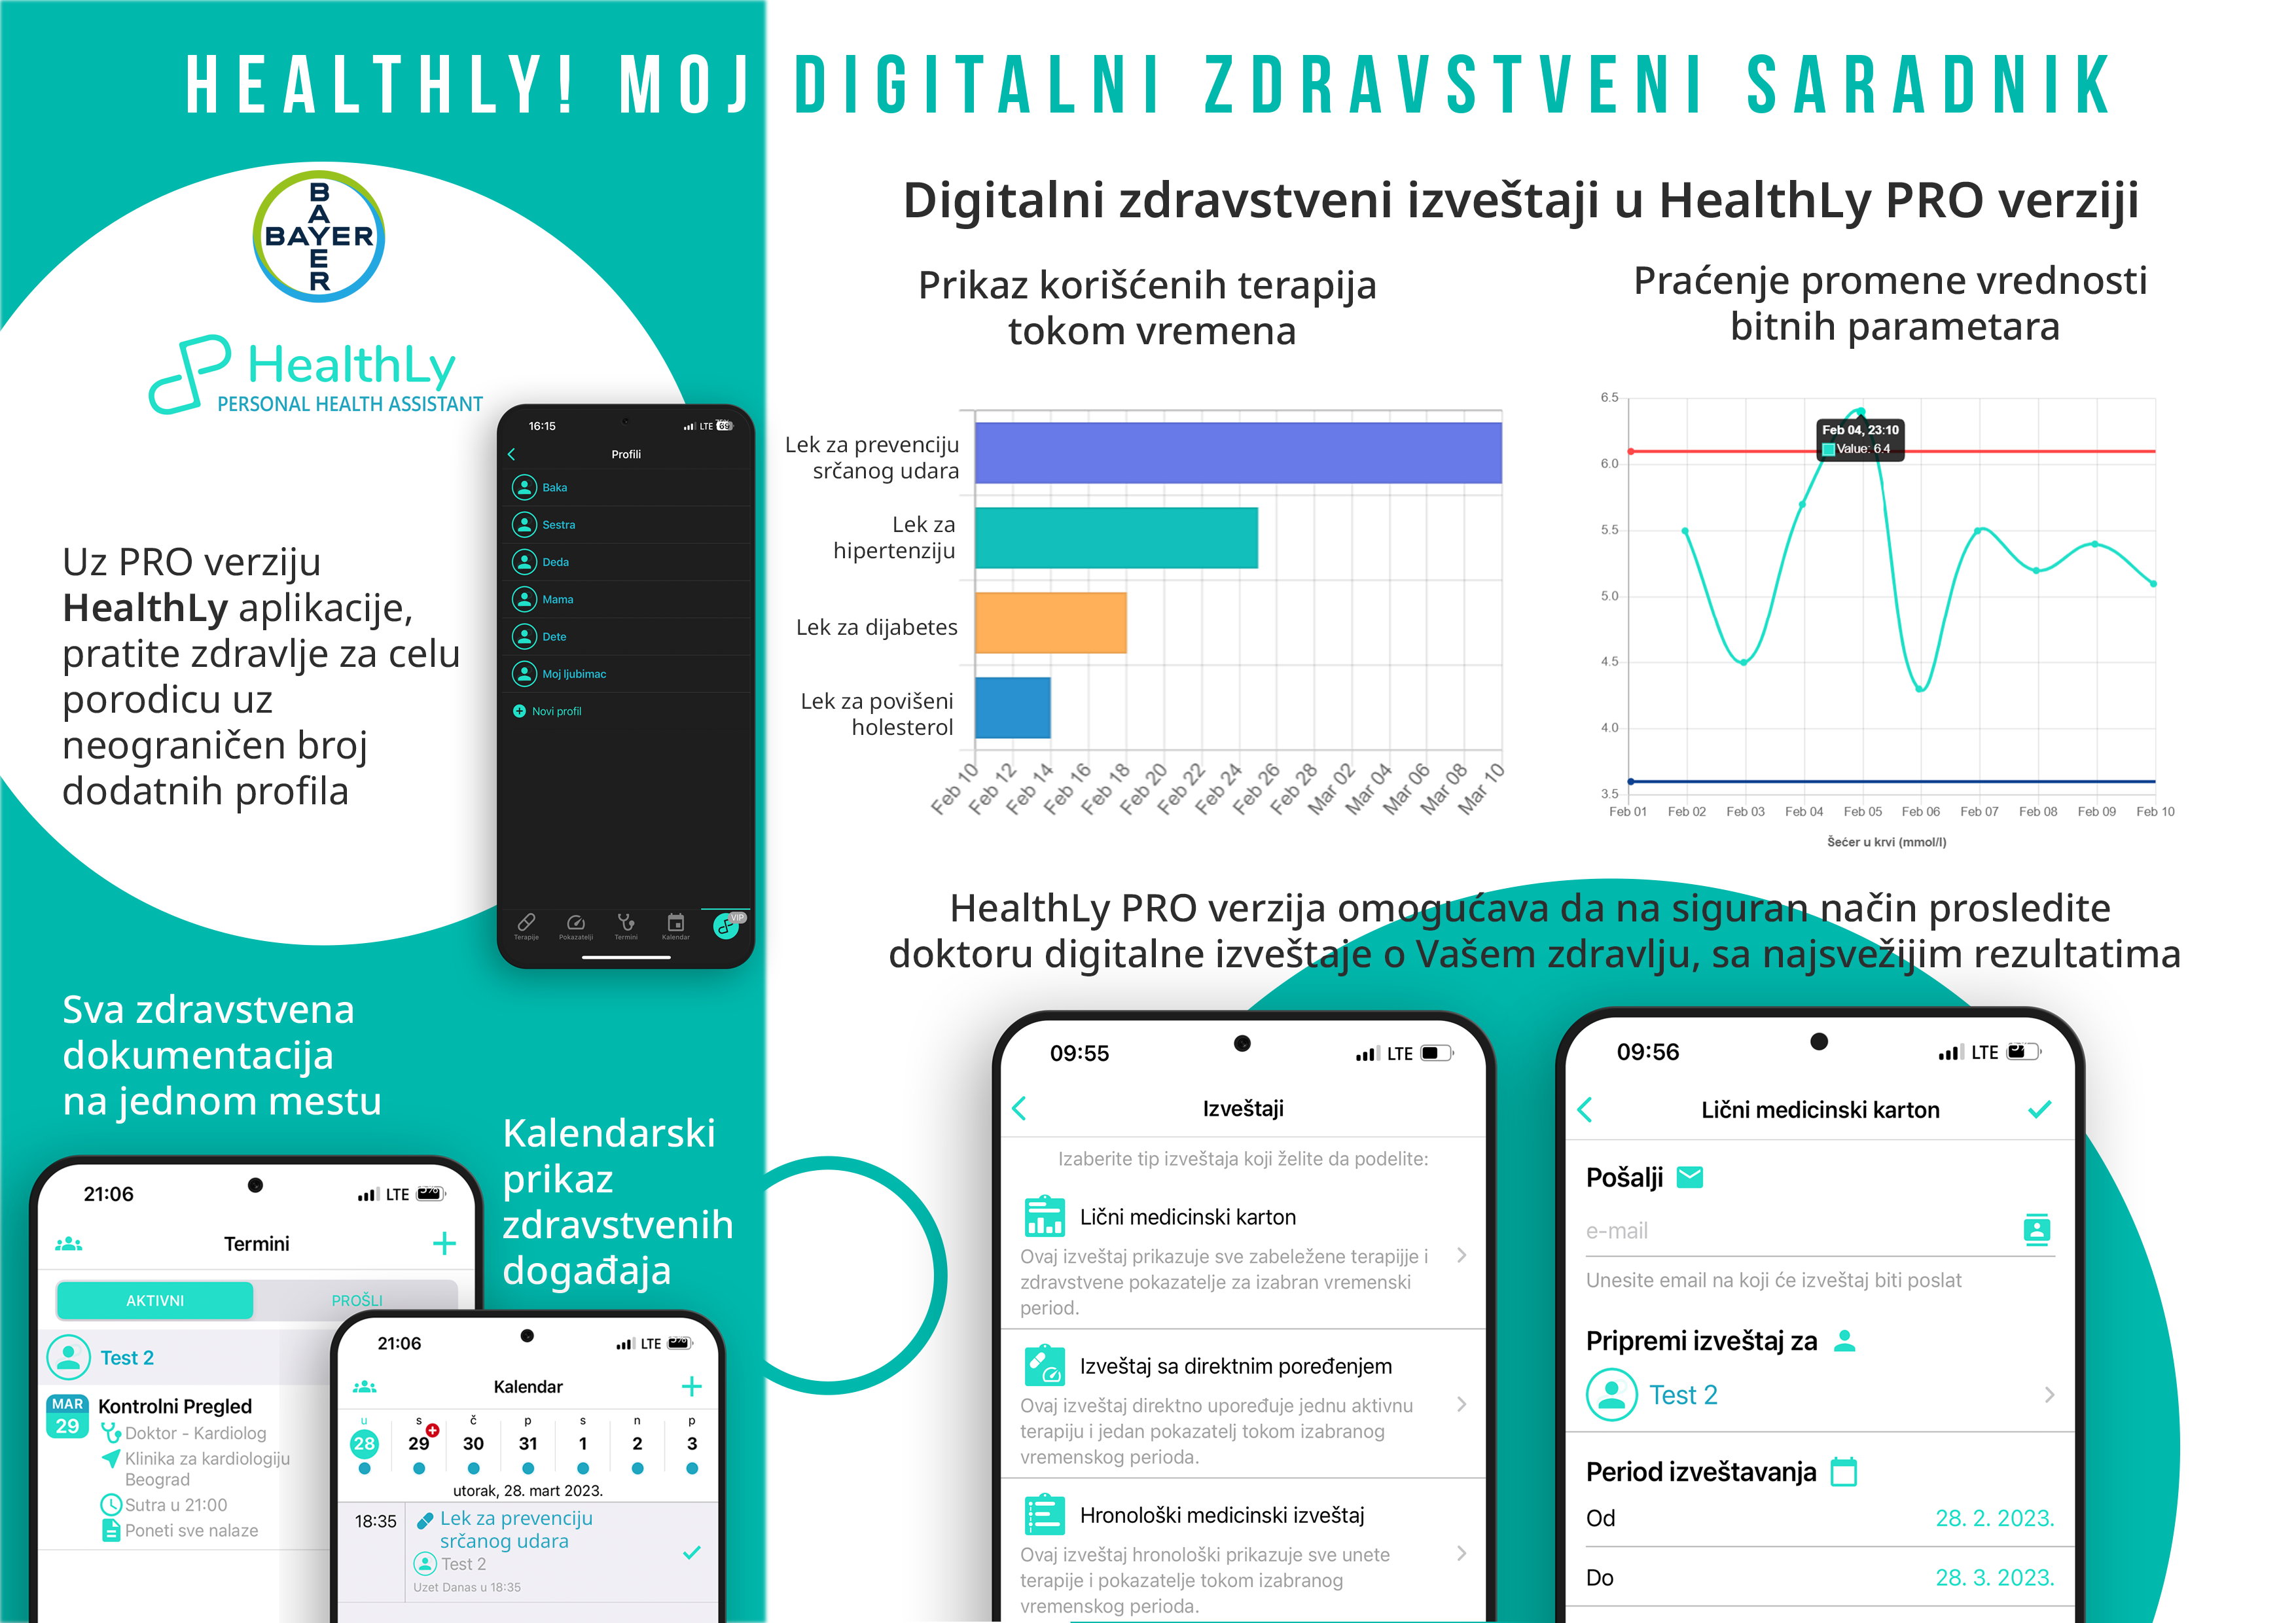 HEALTHLY! MOJ DIGITALNI ZDRAVSTVENI SARADNIK
BAYER
BAYER
HealthLy
PERSONAL HEALTH ASSISTANT
Uz PRO verziju
HealthLy aplikacije,
pratite zdravlje za celu
porodicu uz
neograničen broj
dodatnih profila
16:15
LTE
Profili
Baka
Sestra
Deda
Mama
Dete
Moj ljubimac
Novi profil
Terapije
Pokazatelji
Termini
Kalendar
VIP
Sva zdravstvena
dokumentacija
na jednom mestu
Kalendarski
prikaz
zdravstvenih
događaja
21:06
LTE
Termini
AKTIVNI
PROŠLI
Test 2
MAR
29
Kontrolni Pregled
Doktor - Kardiolog
Klinika za kardiologiju
Beograd
Sutra u 21:00
Poneti sve nalaze
21:06
LTE
Kalendar
u s č p s n p
28 29 30 31 1 2 3
utorak, 28. mart 2023.
18:35
Lek za prevenciju
srčanog udara
Test 2
Uzet Danas u 18:35
Digitalni zdravstveni izveštaji u HealthLy PRO verziji
Prikaz korišćenih terapija
tokom vremena
Lek za prevenciju
srčanog udara
Lek za
hipertenziju
Lek za dijabetes
Lek za povišeni
holesterol
Feb 10
Feb 12
Feb 14
Feb 16
Feb 18
Feb 20
Feb 22
Feb 24
Feb 26
Feb 28
Mar 02
Mar 04
Mar 06
Mar 08
Mar 10
Praćenje promene vrednosti
bitnih parametara
6.5
6.0
5.5
5.0
4.5
4.0
3.5
Feb 04, 23:10
Value: 6.4
Feb 01 Feb 02 Feb 03 Feb 04 Feb 05 Feb 06 Feb 07 Feb 08 Feb 09 Feb 10
Šećer u krvi (mmol/l)
HealthLy PRO verzija omogućava da na siguran način prosledite
doktoru digitalne izveštaje o Vašem zdravlju, sa najsvežijim rezultatima
09:55
LTE
Izveštaji
Izaberite tip izveštaja koji želite da podelite:
Lični medicinski karton
Ovaj izveštaj prikazuje sve zabeležene terapijje i
zdravstvene pokazatelje za izabran vremenski
period.
Izveštaj sa direktnim poređenjem
Ovaj izveštaj direktno upoređuje jednu aktivnu
terapiju i jedan pokazatelj tokom izabranog
vremenskog perioda.
Hronološki medicinski izveštaj
Ovaj izveštaj hronološki prikazuje sve unete
terapije i pokazatelje tokom izabranog
vremenskog perioda.
09:56
LTE
Lični medicinski karton
Pošalji
e-mail
Unesite email na koji će izveštaj biti poslat
Pripremi izveštaj za
Test 2
Period izveštavanja
Od
28. 2. 2023.
Do
28. 3. 2023.